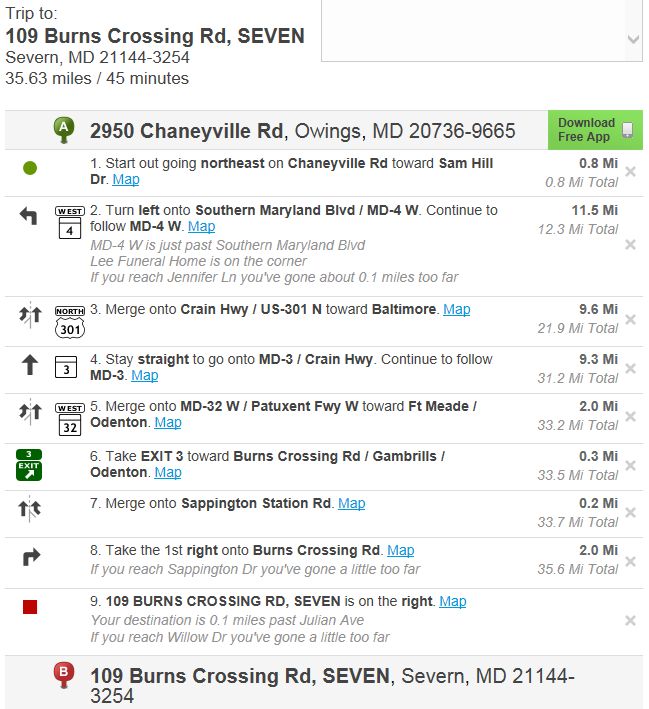 Trip to:
109 Burns Crossing Rd, SEVEN
Severn, MD 21144-3254
35.63 miles / 45 minutes
A
2950 Chaneyville Rd, Owings, MD 20736-9665
Download
Free App
1. Start out going northeast on Chaneyville Rd toward Sam Hill
Dr. Map
0.8 Mi
0.8 Mi Total
WEST
4
2. Turn left onto Southern Maryland Blvd / MD-4 W. Continue to
follow MD-4 W. Map
MD-4 W is just past Southern Maryland Blvd
Lee Funeral Home is on the corner
If you reach Jennifer Ln you've gone about 0.1 miles too far
11.5 Mi
12.3 Mi Total
NORTH
301
3. Merge onto Crain Hwy / US-301 N toward Baltimore. Map
9.6 Mi
21.9 Mi Total
3
4. Stay straight to go onto MD-3 / Crain Hwy. Continue to follow
MD-3. Map
9.3 Mi
31.2 Mi Total
WEST
32
5. Merge onto MD-32 W / Patuxent Fwy W toward Ft Meade /
Odenton. Map
2.0 Mi
33.2 Mi Total
3
EXIT
6. Take EXIT 3 toward Burns Crossing Rd / Gambrills /
Odenton. Map
0.3 Mi
33.5 Mi Total
7. Merge onto Sappington Station Rd. Map
0.2 Mi
33.7 Mi Total
8. Take the 1st right onto Burns Crossing Rd. Map
If you reach Sappington Dr you've gone a little too far
2.0 Mi
35.6 Mi Total
9. 109 BURNS CROSSING RD, SEVEN is on the right. Map
Your destination is 0.1 miles past Julian Ave
If you reach Willow Dr you've gone a little too far
B
109 Burns Crossing Rd, SEVEN, Severn, MD 21144-
3254